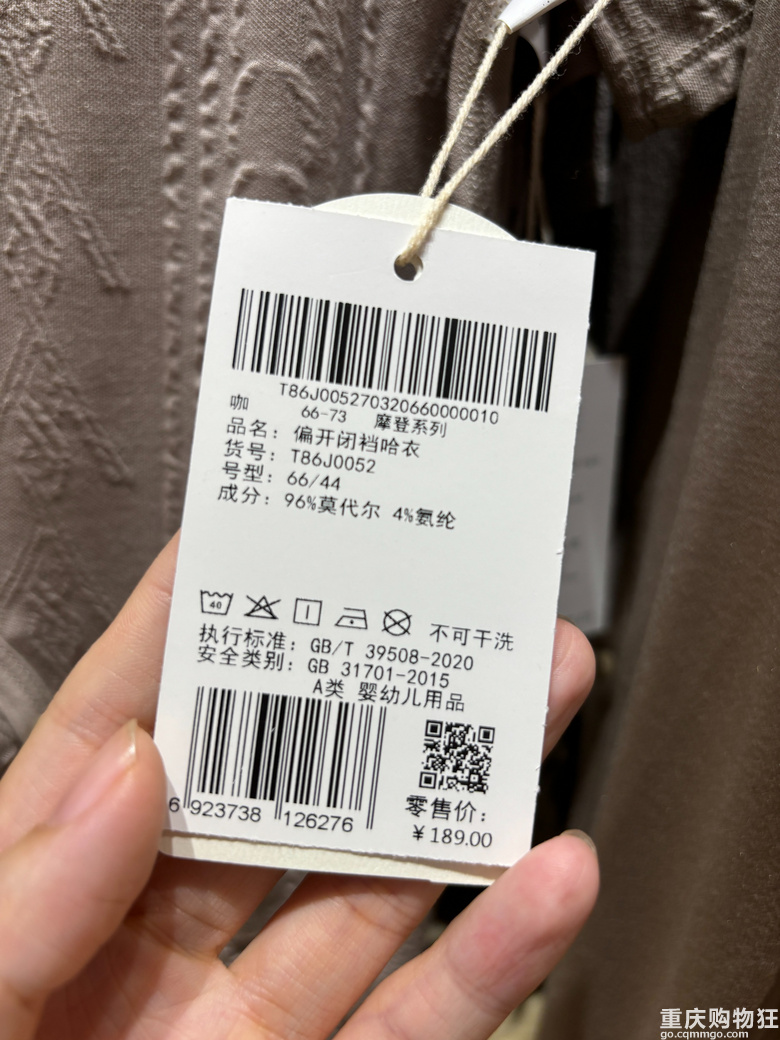 T86J005270320660000010
咖 66-73 摩登系列
品名: 偏开闭裆哈衣
货号: T86J0052
号型: 66/44
成分: 96%莫代尔 4%氨纶
40 不可干洗
执行标准: GB/T 39508-2020
安全类别: GB 31701-2015
A类 婴幼儿用品
6 923738 126276
零售价:
¥189.00
重庆购物狂
go.cqmmgo.com